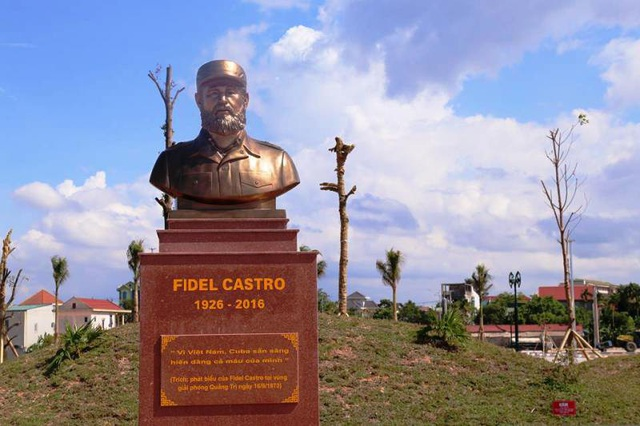 FIDEL CASTRO
1926 - 2016
" Vì Việt Nam, Cuba sẵn sàng
hiến dâng cả máu của mình "
(Trích phát biểu của Fidel Castro tại vùng
giải phóng Quảng Trị ngày 15/9/1973)